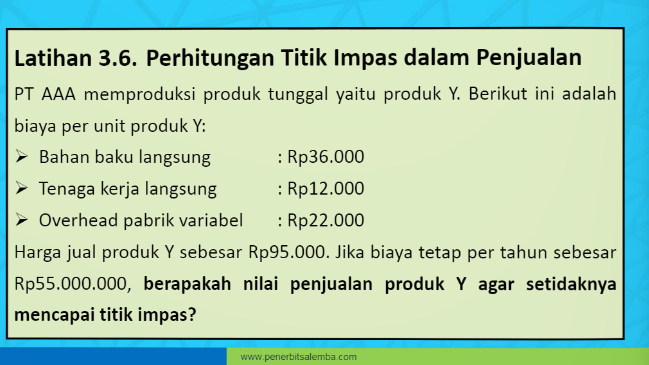 Latihan 3.6. Perhitungan Titik Impas dalam Penjualan
PT AAA memproduksi produk tunggal yaitu produk Y. Berikut ini adalah
biaya per unit produk Y:
➢ Bahan baku langsung : Rp36.000
➢ Tenaga kerja langsung : Rp12.000
➢ Overhead pabrik variabel : Rp22.000
Harga jual produk Y sebesar Rp95.000. Jika biaya tetap per tahun sebesar
Rp55.000.000, berapakah nilai penjualan produk Y agar setidaknya
mencapai titik impas?
www.penerbitsalemba.com